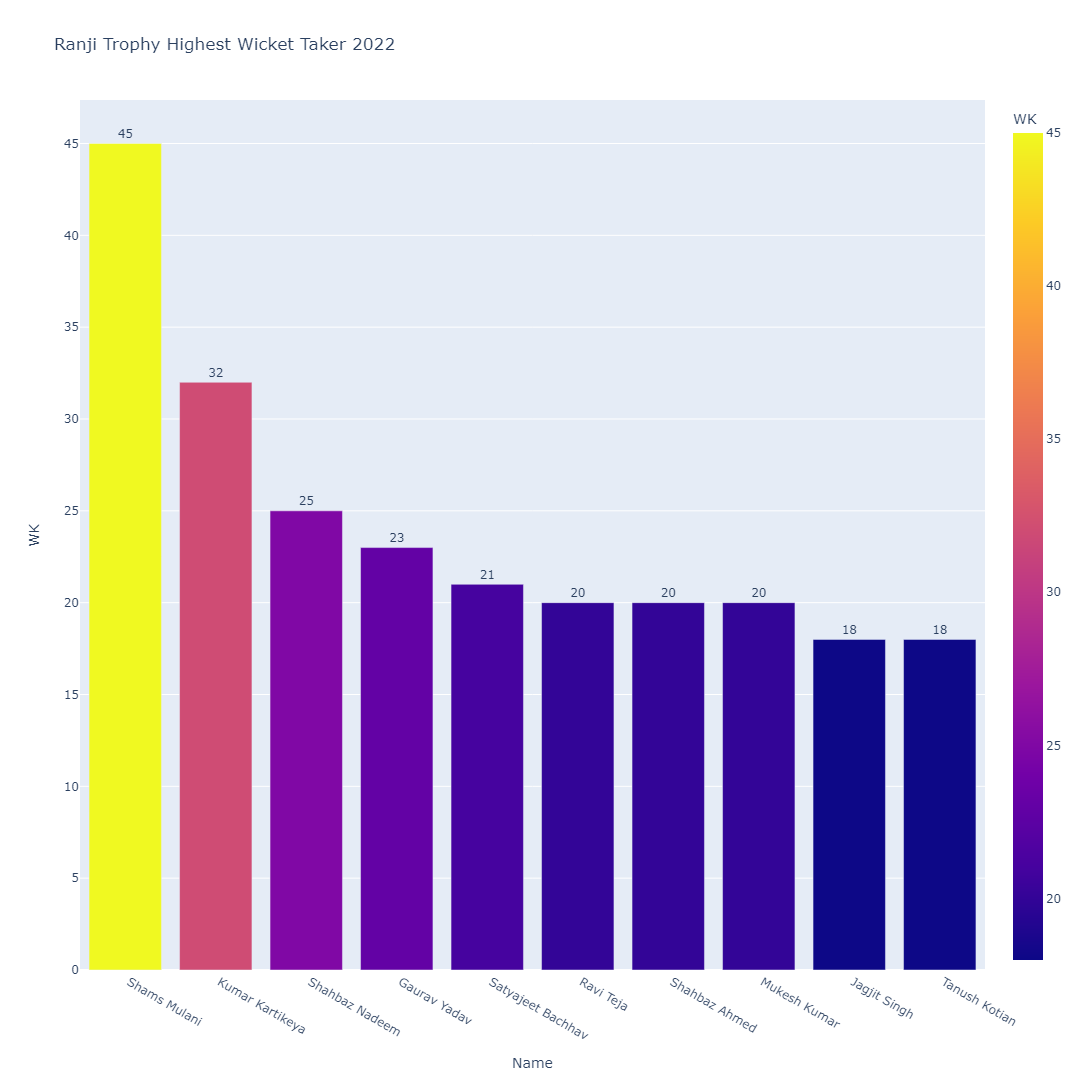 Ranji Trophy Highest Wicket Taker 2022
WK
45
40
35
30
25
20
15
10
5
0
45
32
25
23
21
20
20
20
18
18
Shams Mulani
Kumar Kartikeya
Shahbaz Nadeem
Gaurav Yadav
Satyajeet Bachhav
Ravi Teja
Shahbaz Ahmed
Mukesh Kumar
Jagjit Singh
Tanush Kotian
Name
WK
45
40
35
30
25
20